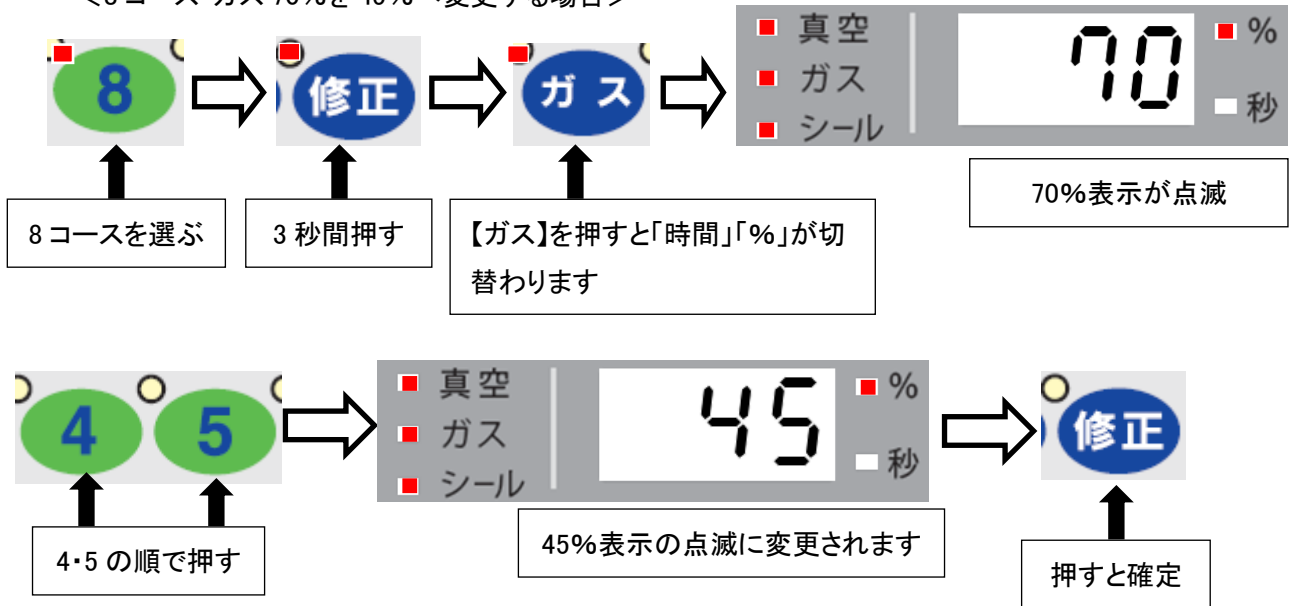 8
修正
ガス
真空
ガス
シール
70
%
秒
8コースを選ぶ
3秒間押す
【ガス】を押すと「時間」「%」が切
替わります
70%表示が点滅
4
5
真空
ガス
シール
45
%
秒
修正
4・5の順で押す
45%表示の点滅に変更されます
押すと確定